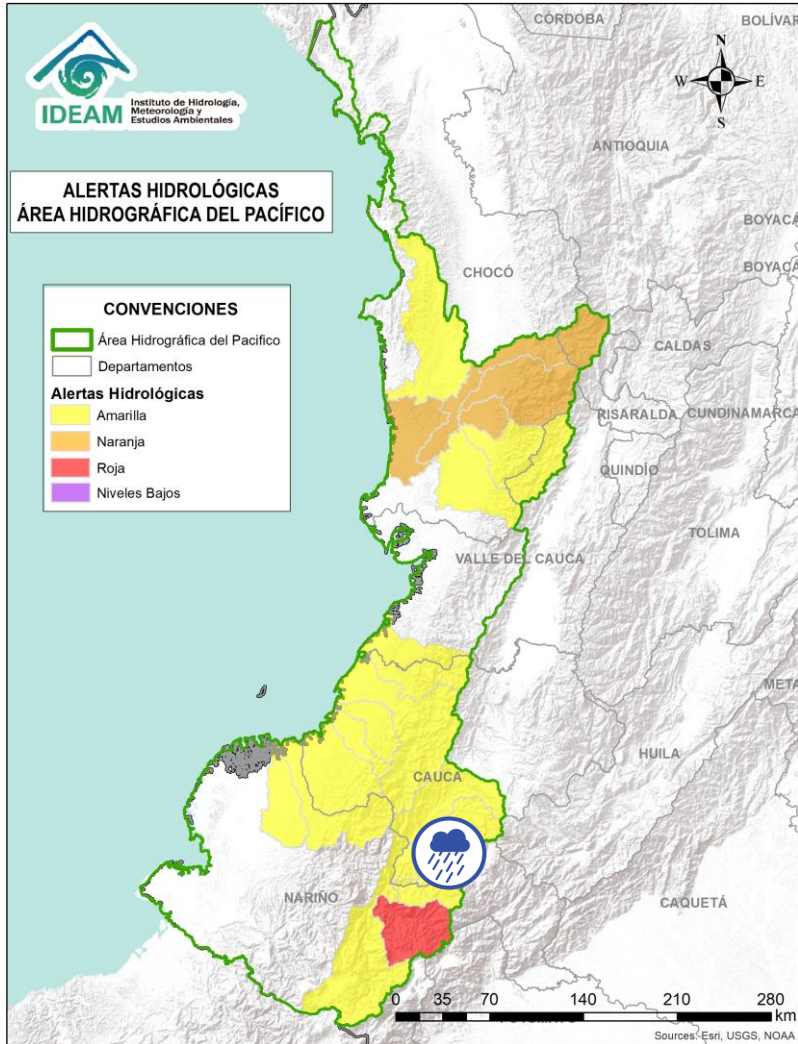 IDEAM
Instituto de Hidrología,
Meteorología y
Estudios Ambientales
ALERTAS HIDROLÓGICAS
ÁREA HIDROGRÁFICA DEL PACÍFICO
CONVENCIONES
Área Hidrográfica del Pacifico
Departamentos
Alertas Hidrológicas
Amarilla
Naranja
Roja
Niveles Bajos
CÓRDOBA
BOLÍVAR
N
W
E
S
ANTIOQUIA
BOYACÁ
CHOCÓ
BOYACÁ
CALDAS
RISARALDA
CUNDINAMARCA
QUINDÍO
TOLIMA
VALLE DEL CAUCA
META
HUILA
CAUCA
NARIÑO
CAQUETÁ
0 35 70 140 210 280
km
Sources: Esri, USGS, NOAA